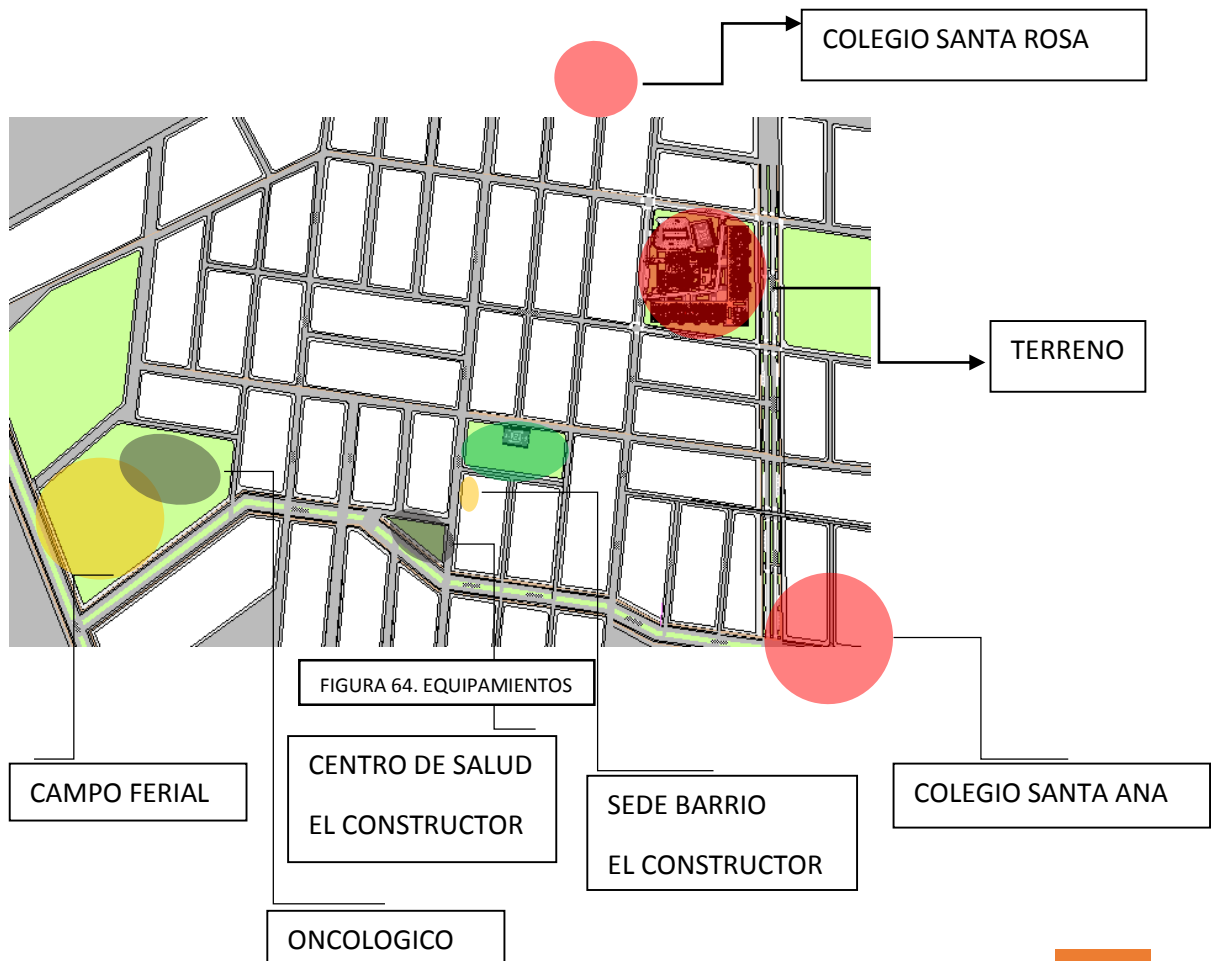 COLEGIO SANTA ROSA
TERRENO
FIGURA 64. EQUIPAMIENTOS
CAMPO FERIAL
CENTRO DE SALUD
EL CONSTRUCTOR
SEDE BARRIO
EL CONSTRUCTOR
COLEGIO SANTA ANA
ONCOLOGICO